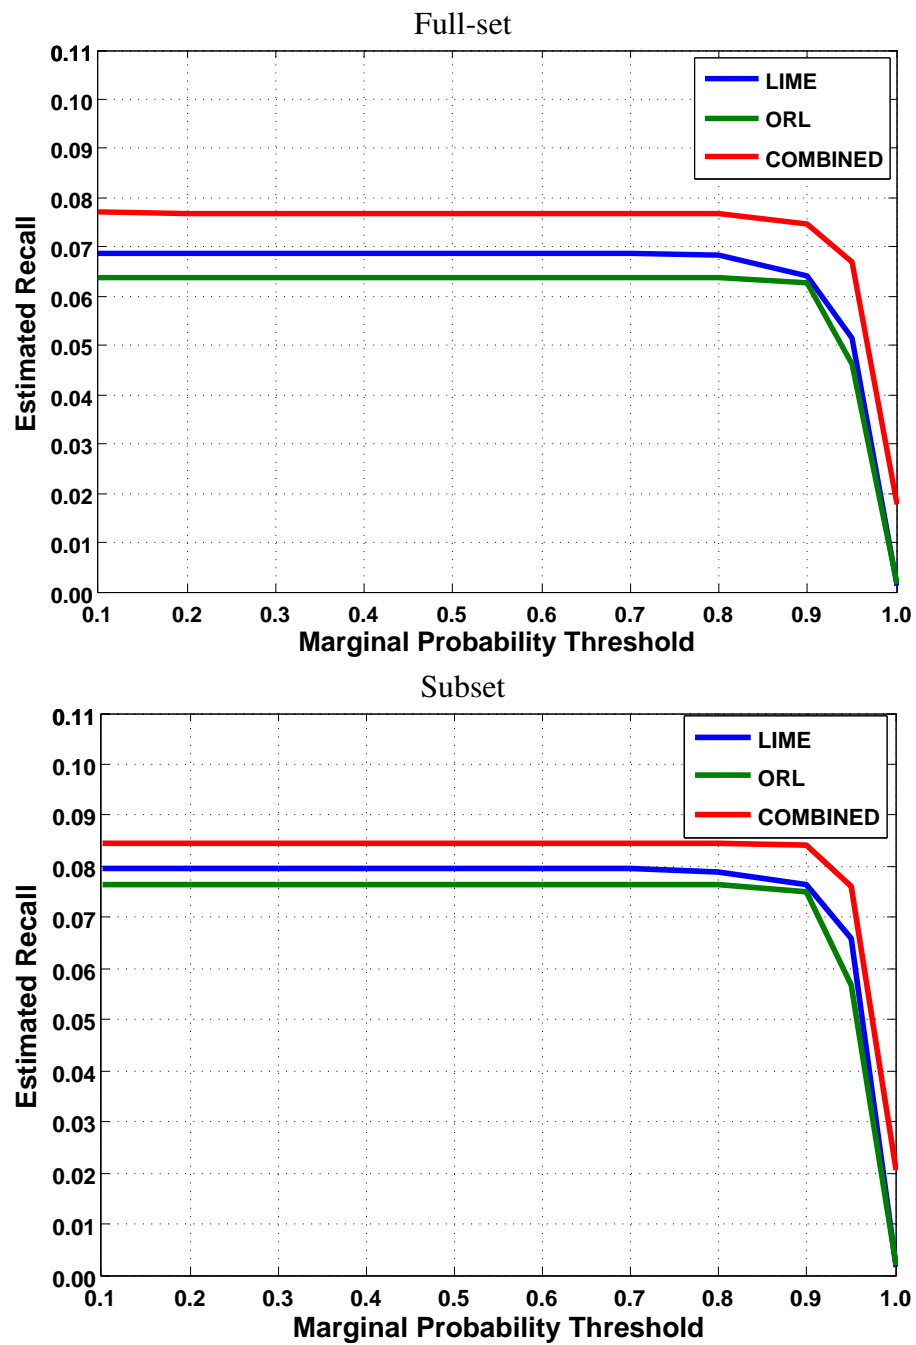 Full-set
0.11
0.10
0.09
0.08
0.07
0.06
0.05
0.04
0.03
0.02
0.01
0.00
Estimated Recall
LIME
ORL
COMBINED
0.1 0.2 0.3 0.4 0.5 0.6 0.7 0.8 0.9 1.0
Marginal Probability Threshold
Subset
0.11
0.10
0.09
0.08
0.07
0.06
0.05
0.04
0.03
0.02
0.01
0.00
Estimated Recall
LIME
ORL
COMBINED
0.1 0.2 0.3 0.4 0.5 0.6 0.7 0.8 0.9 1.0
Marginal Probability Threshold